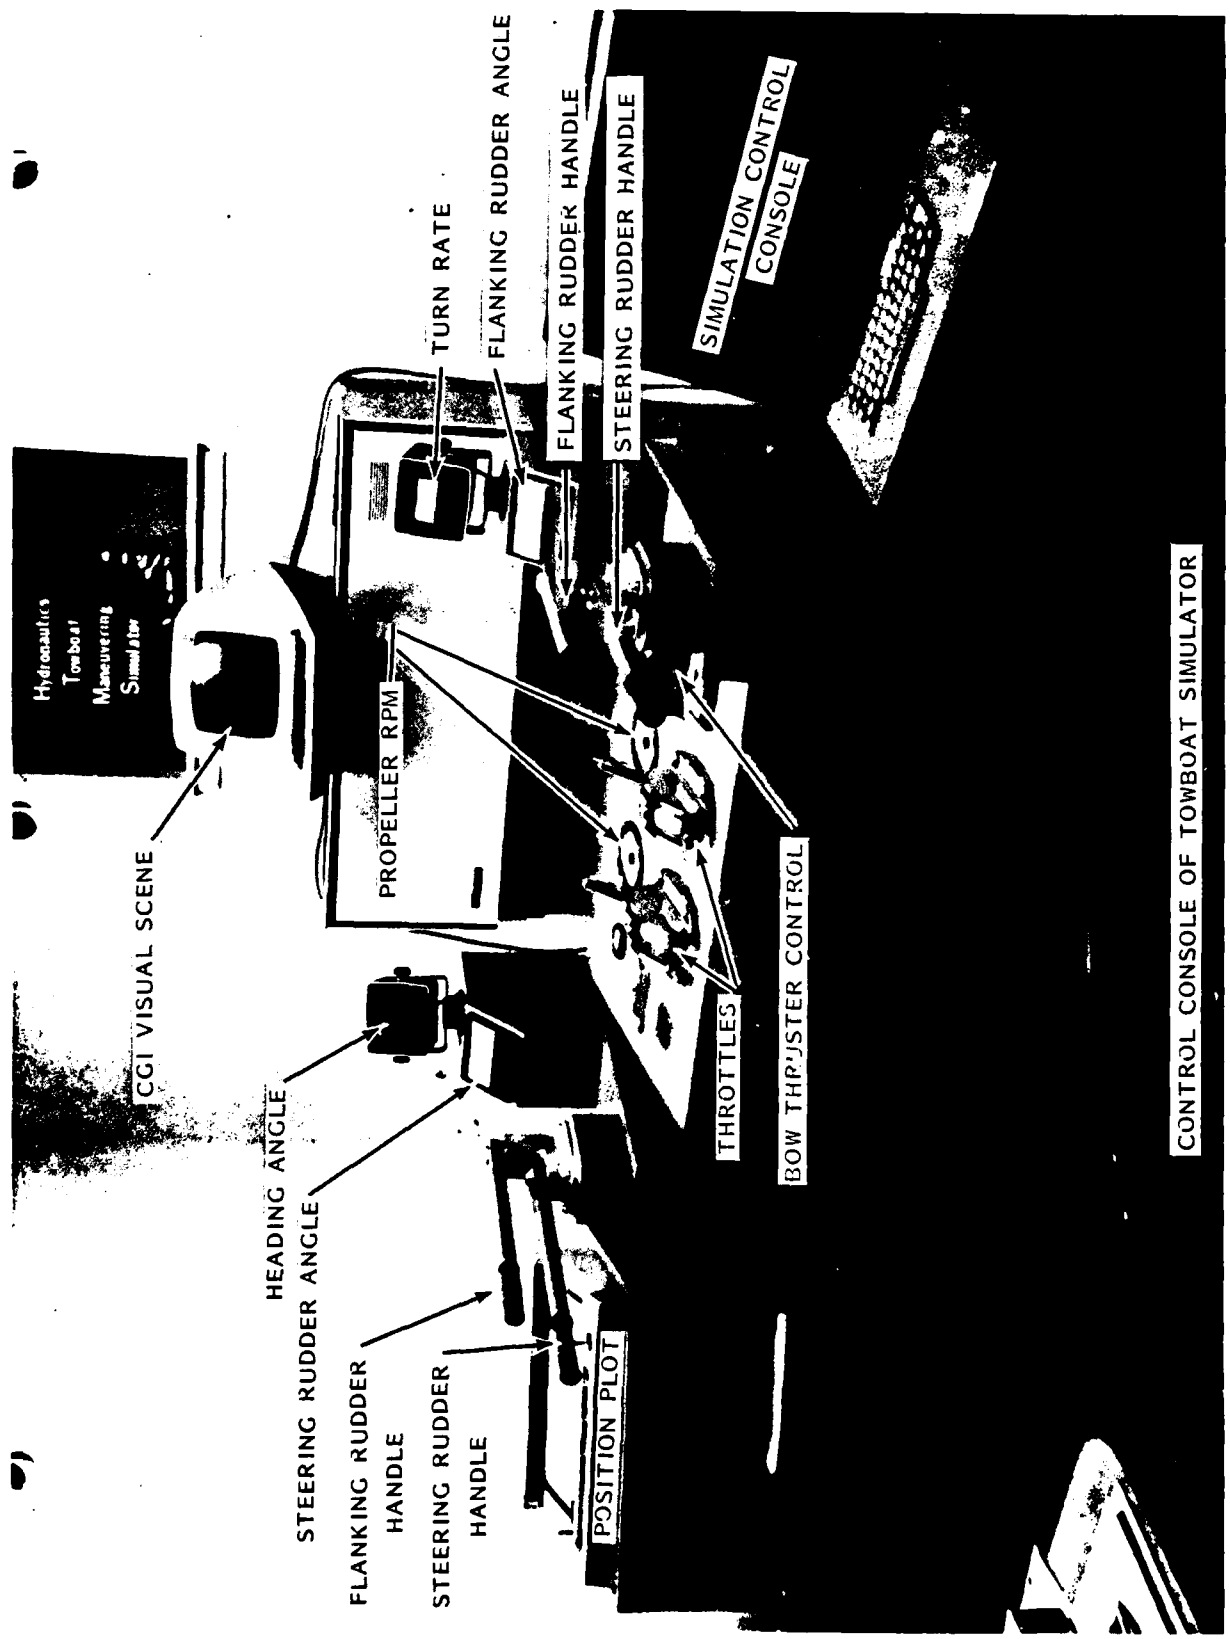 Hydronautics
Towboat
Maneuvering
Simulator
CGI VISUAL SCENE
HEADING ANGLE
STEERING RUDDER ANGLE
FLANKING RUDDER
HANDLE
STEERING RUDDER
HANDLE
POSITION PLOT
PROPELLER RPM
TURN RATE
FLANKING RUDDER ANGLE
FLANKING RUDDER HANDLE
STEERING RUDDER HANDLE
SIMULATION CONTROL
CONSOLE
THROTTLES
BOW THRUSTER CONTROL
CONTROL CONSOLE OF TOWBOAT SIMULATOR